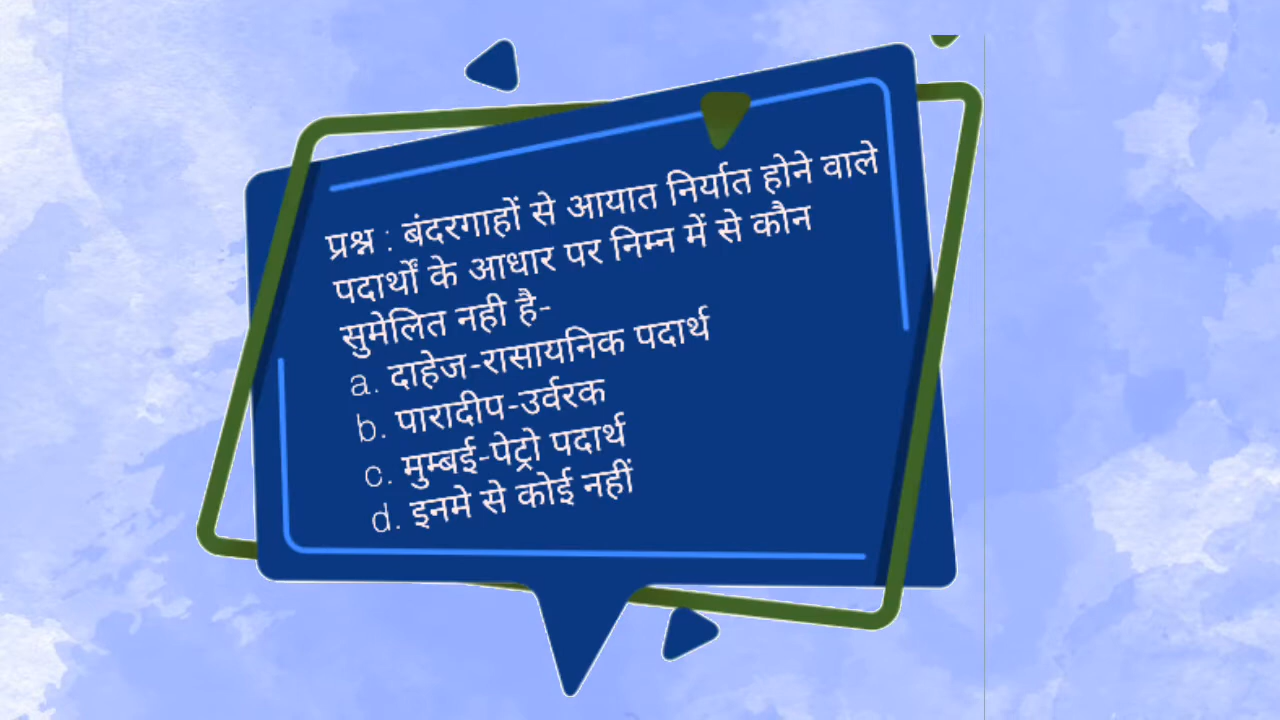 प्रश्न : बंदरगाहों से आयात निर्यात होने वाले
पदार्थों के आधार पर निम्न में से कौन
सुमेलित नही है-
a. दाहेज-रासायनिक पदार्थ
b. पारादीप-उर्वरक
c. मुम्बई-पेट्रो पदार्थ
d. इनमे से कोई नहीं